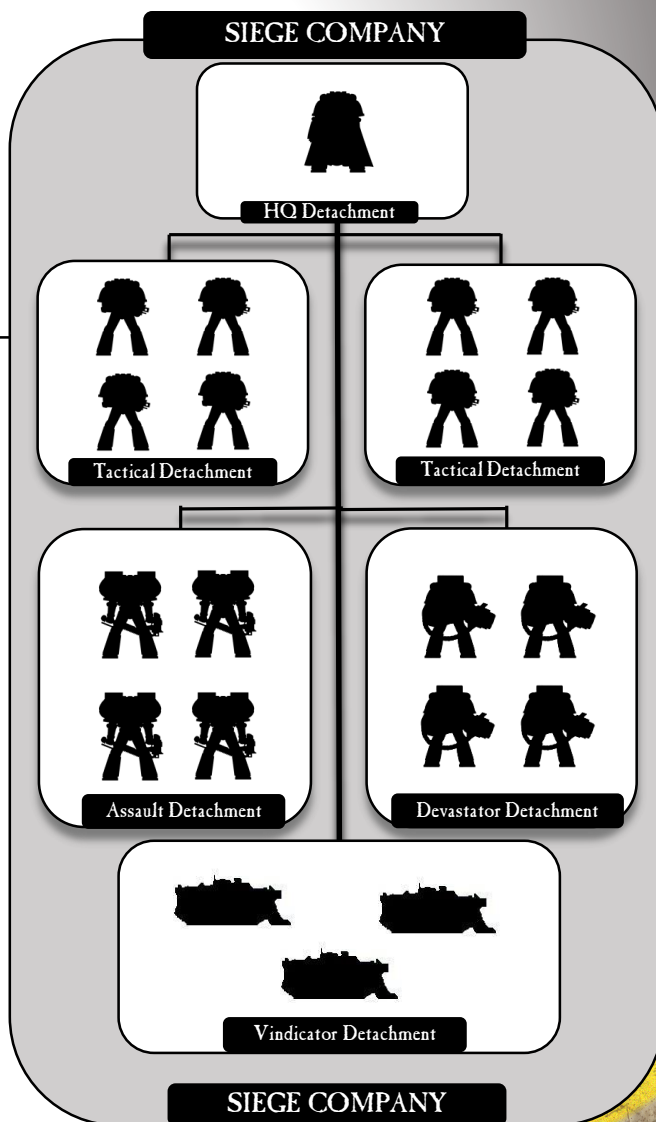 SIEGE COMPANY
HQ Detachment
Tactical Detachment
Tactical Detachment
Assault Detachment
Devastator Detachment
Vindicator Detachment
SIEGE COMPANY